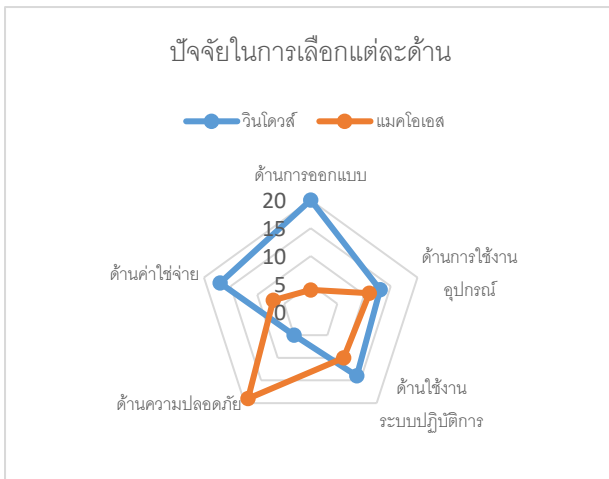 ปัจจัยในการเลือกแต่ละด้าน
วินโดวส์
แมคโอเอส
ด้านการออกแบบ
20
15
10
5
0
ด้านการใช้งาน
อุปกรณ์
ด้านใช้งาน
ระบบปฏิบัติการ
ด้านความปลอดภัย
ด้านค่าใช่จ่าย